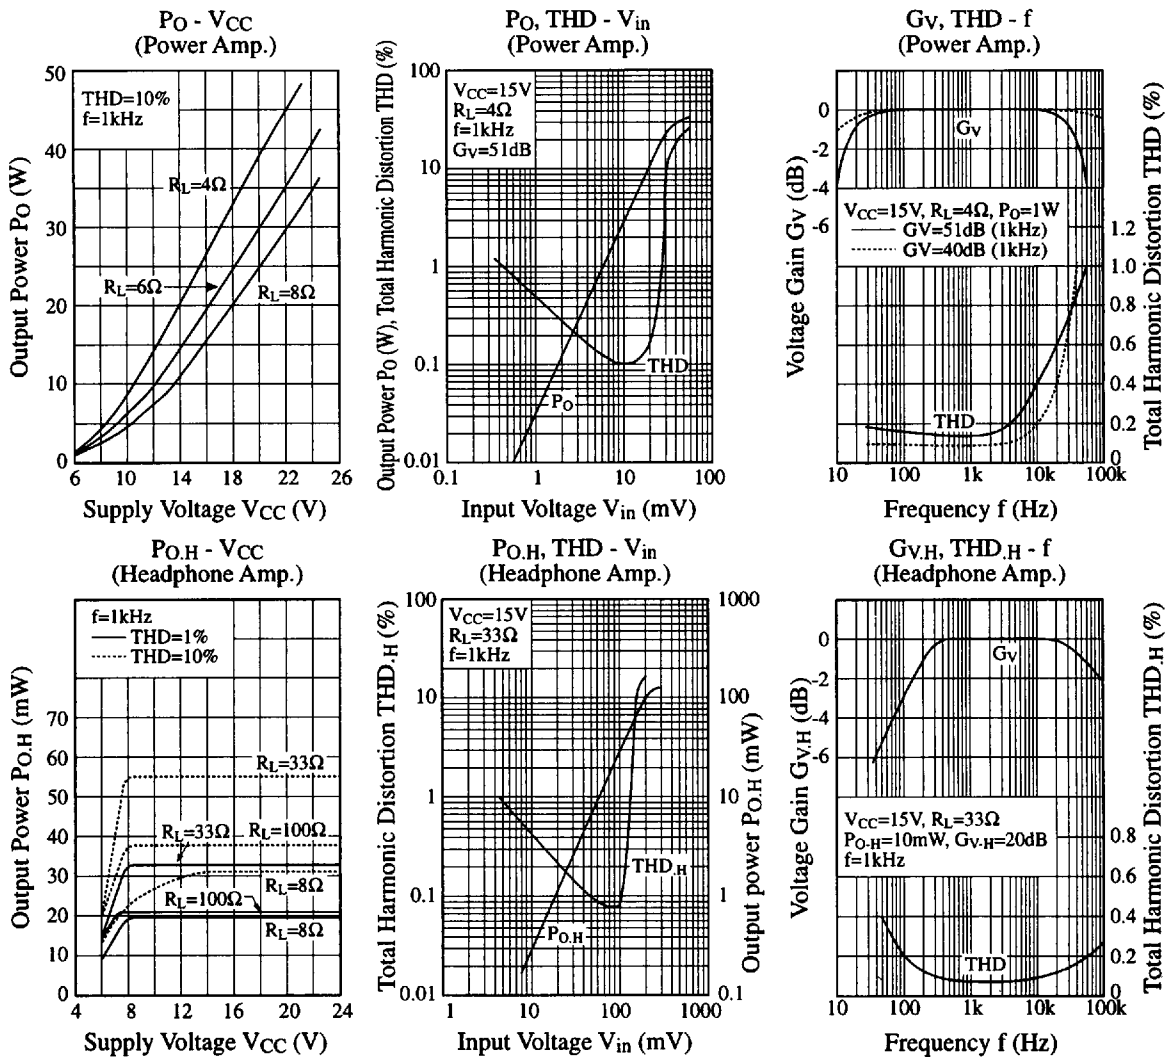 PO - VCC
(Power Amp.)
50
40
30
20
10
0
6
10
14
18
22
26
THD=10%
f=1kHz
RL=4Ω
RL=6Ω
RL=8Ω
Output Power PO (W)
Supply Voltage VCC (V)
PO, THD - Vin
(Power Amp.)
100
10
1
0.1
0.01
0.1
1
10
100
VCC=15V
RL=4Ω
f=1kHz
GV=51dB
THD
PO
Output Power PO (W), Total Harmonic Distortion THD (%)
Input Voltage Vin (mV)
GV, THD - f
(Power Amp.)
0
-2
-4
-6
GV
VCC=15V, RL=4Ω, PO=1W
GV=51dB (1kHz)
GV=40dB (1kHz)
THD
1.2
1.0
0.8
0.6
0.4
0.2
0
10
100
1k
10k
100k
Voltage Gain GV (dB)
Total Harmonic Distortion THD (%)
Frequency f (Hz)
PO.H - VCC
(Headphone Amp.)
f=1kHz
THD=1%
THD=10%
70
60
50
40
30
20
10
0
4
8
12
16
20
24
RL=33Ω
RL=33Ω
RL=100Ω
RL=8Ω
RL=100Ω
RL=8Ω
Output Power PO.H (mW)
Supply Voltage VCC (V)
PO.H, THD - Vin
(Headphone Amp.)
100
10
1
0.1
0.01
VCC=15V
RL=33Ω
f=1kHz
THD.H
PO.H
1000
100
10
1
0.1
1
10
100
1000
Total Harmonic Distortion THD.H (%)
Output power PO.H (mW)
Input Voltage Vin (mV)
GV.H, THD.H - f
(Headphone Amp.)
0
-2
-4
-6
GV
VCC=15V, RL=33Ω
PO-H=10mW, GV-H=20dB
f=1kHz
THD
0.8
0.6
0.4
0.2
0
10
100
1k
10k
100k
Voltage Gain GV.H (dB)
Total Harmonic Distortion THD.H (%)
Frequency f (Hz)